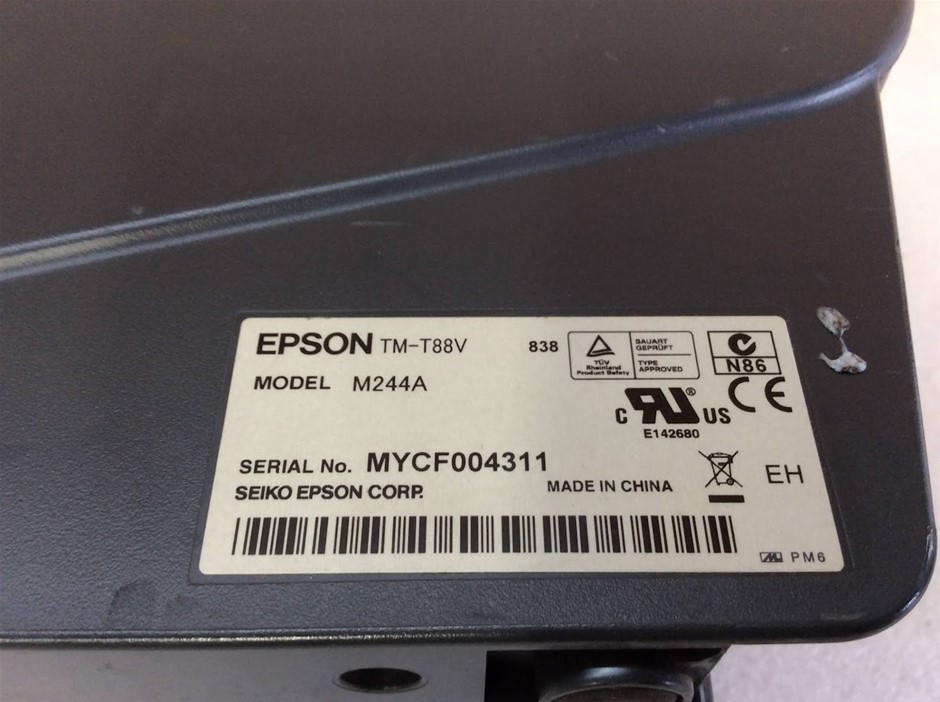 EPSON TM-T88V 838
TÜV
Rheinland
Product Safety
BAUART
GEPRÜFT
TYPE
APPROVED
N86
MODEL M244A
C RU® US CE
E142680
SERIAL No. MYCF004311
SEIKO EPSON CORP. MADE IN CHINA EH
PM6